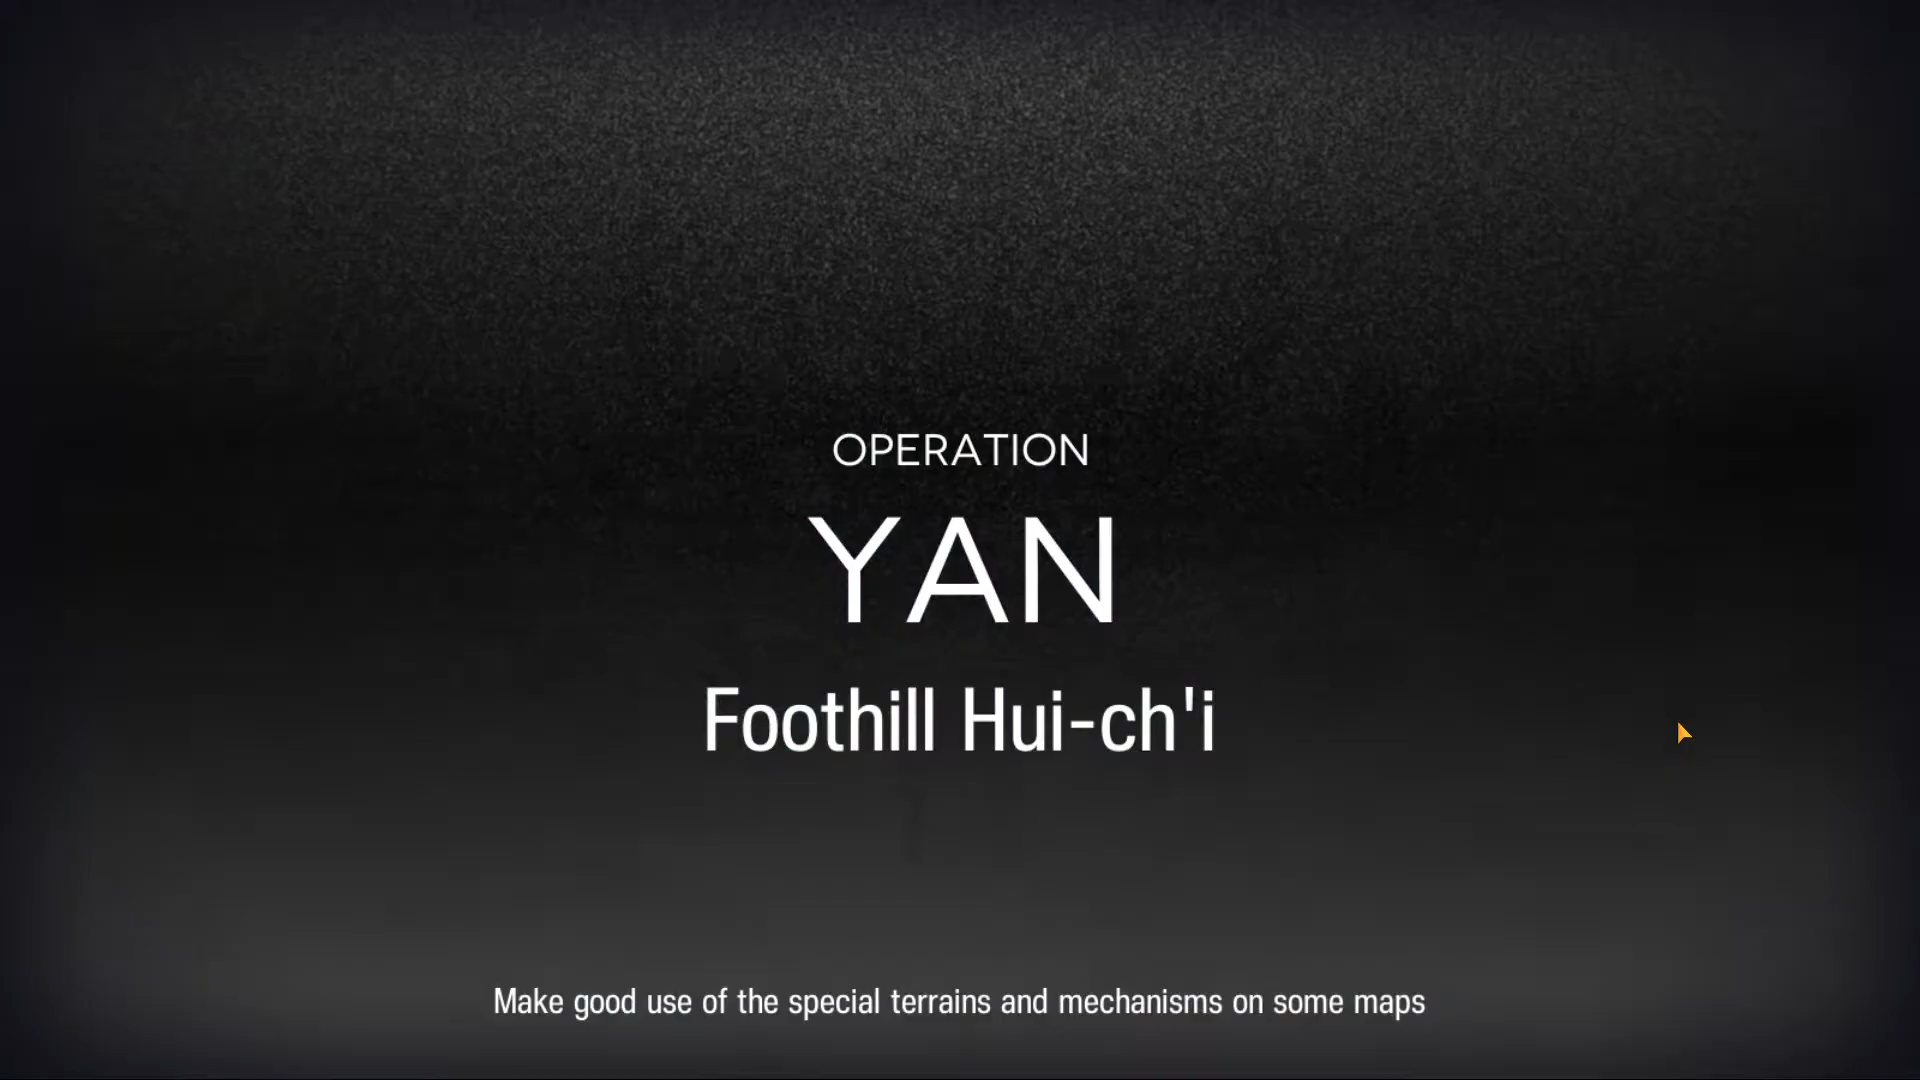 OPERATION
YAN
Foothill Hui-ch'i
Make good use of the special terrains and mechanisms on some maps